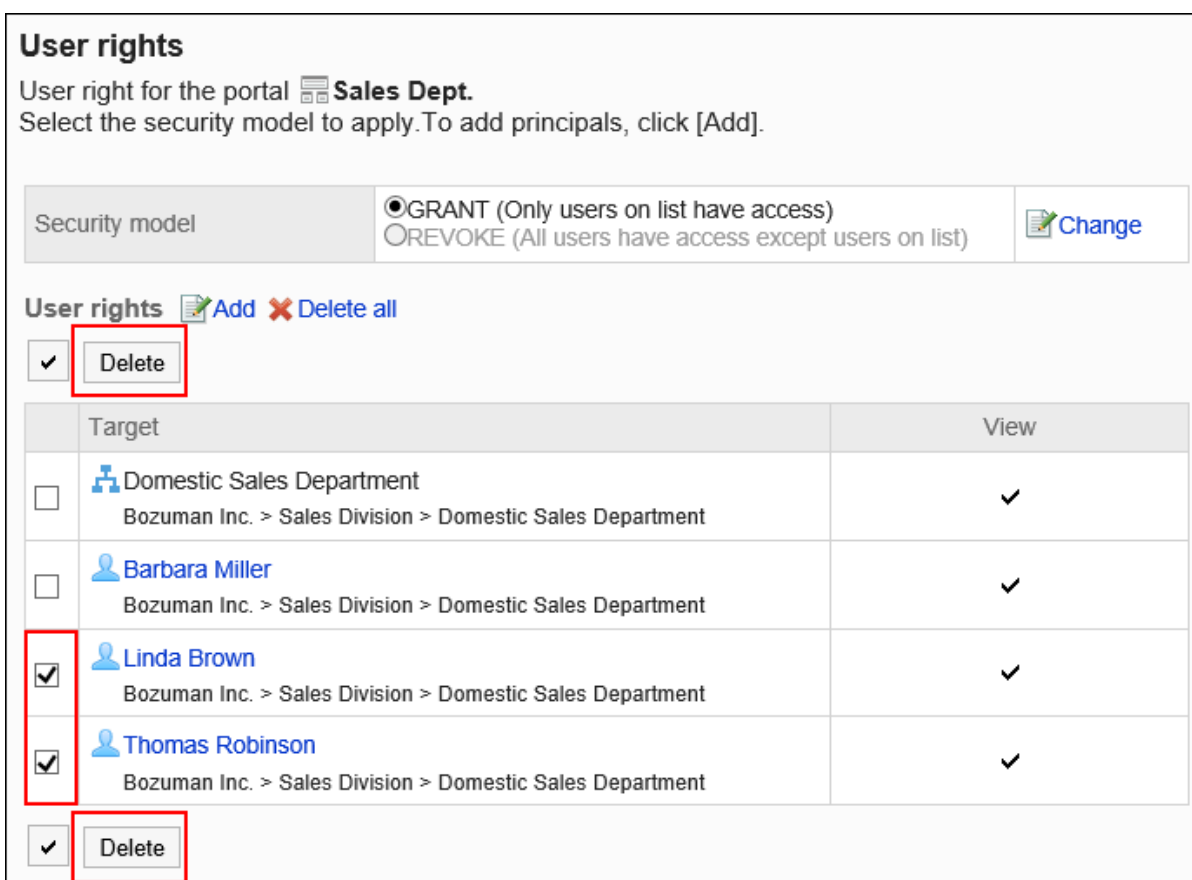 User rights
User right for the portal Sales Dept.
Select the security model to apply.To add principals, click [Add].
Security model
GRANT (Only users on list have access)
REVOKE (All users have access except users on list)
Change
User rights Add Delete all
Delete
Target View
Domestic Sales Department
Bozuman Inc. > Sales Division > Domestic Sales Department
Barbara Miller
Bozuman Inc. > Sales Division > Domestic Sales Department
Linda Brown
Bozuman Inc. > Sales Division > Domestic Sales Department
Thomas Robinson
Bozuman Inc. > Sales Division > Domestic Sales Department
Delete